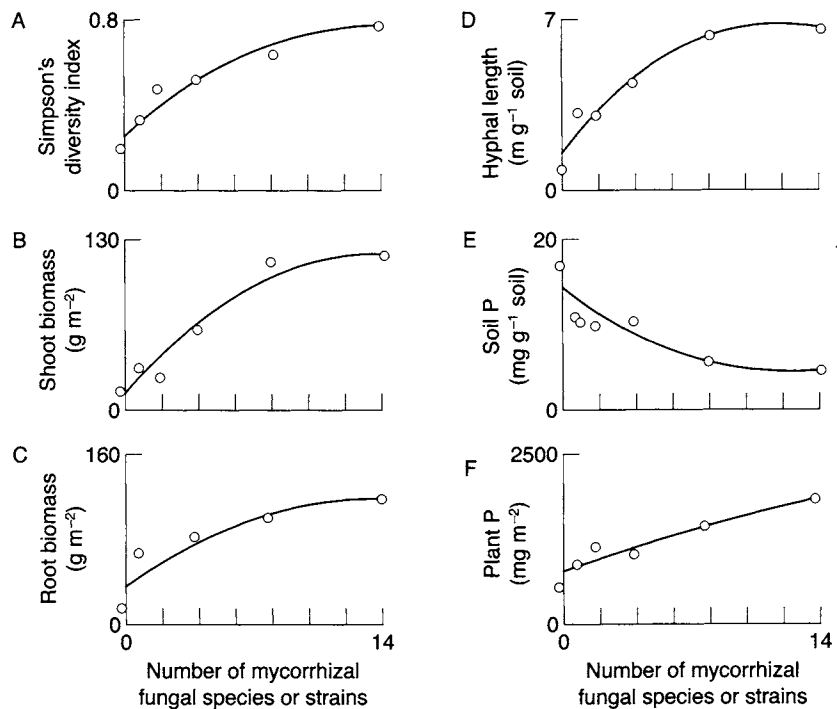 A
0.8
Simpson's
diversity index
0
B
130
Shoot biomass
(g m⁻²)
0
C
160
Root biomass
(g m⁻²)
0
0
14
Number of mycorrhizal
fungal species or strains
D
7
Hyphal length
(m g⁻¹ soil)
0
E
20
Soil P
(mg g⁻¹ soil)
0
F
2500
Plant P
(mg m⁻²)
0
0
14
Number of mycorrhizal
fungal species or strains